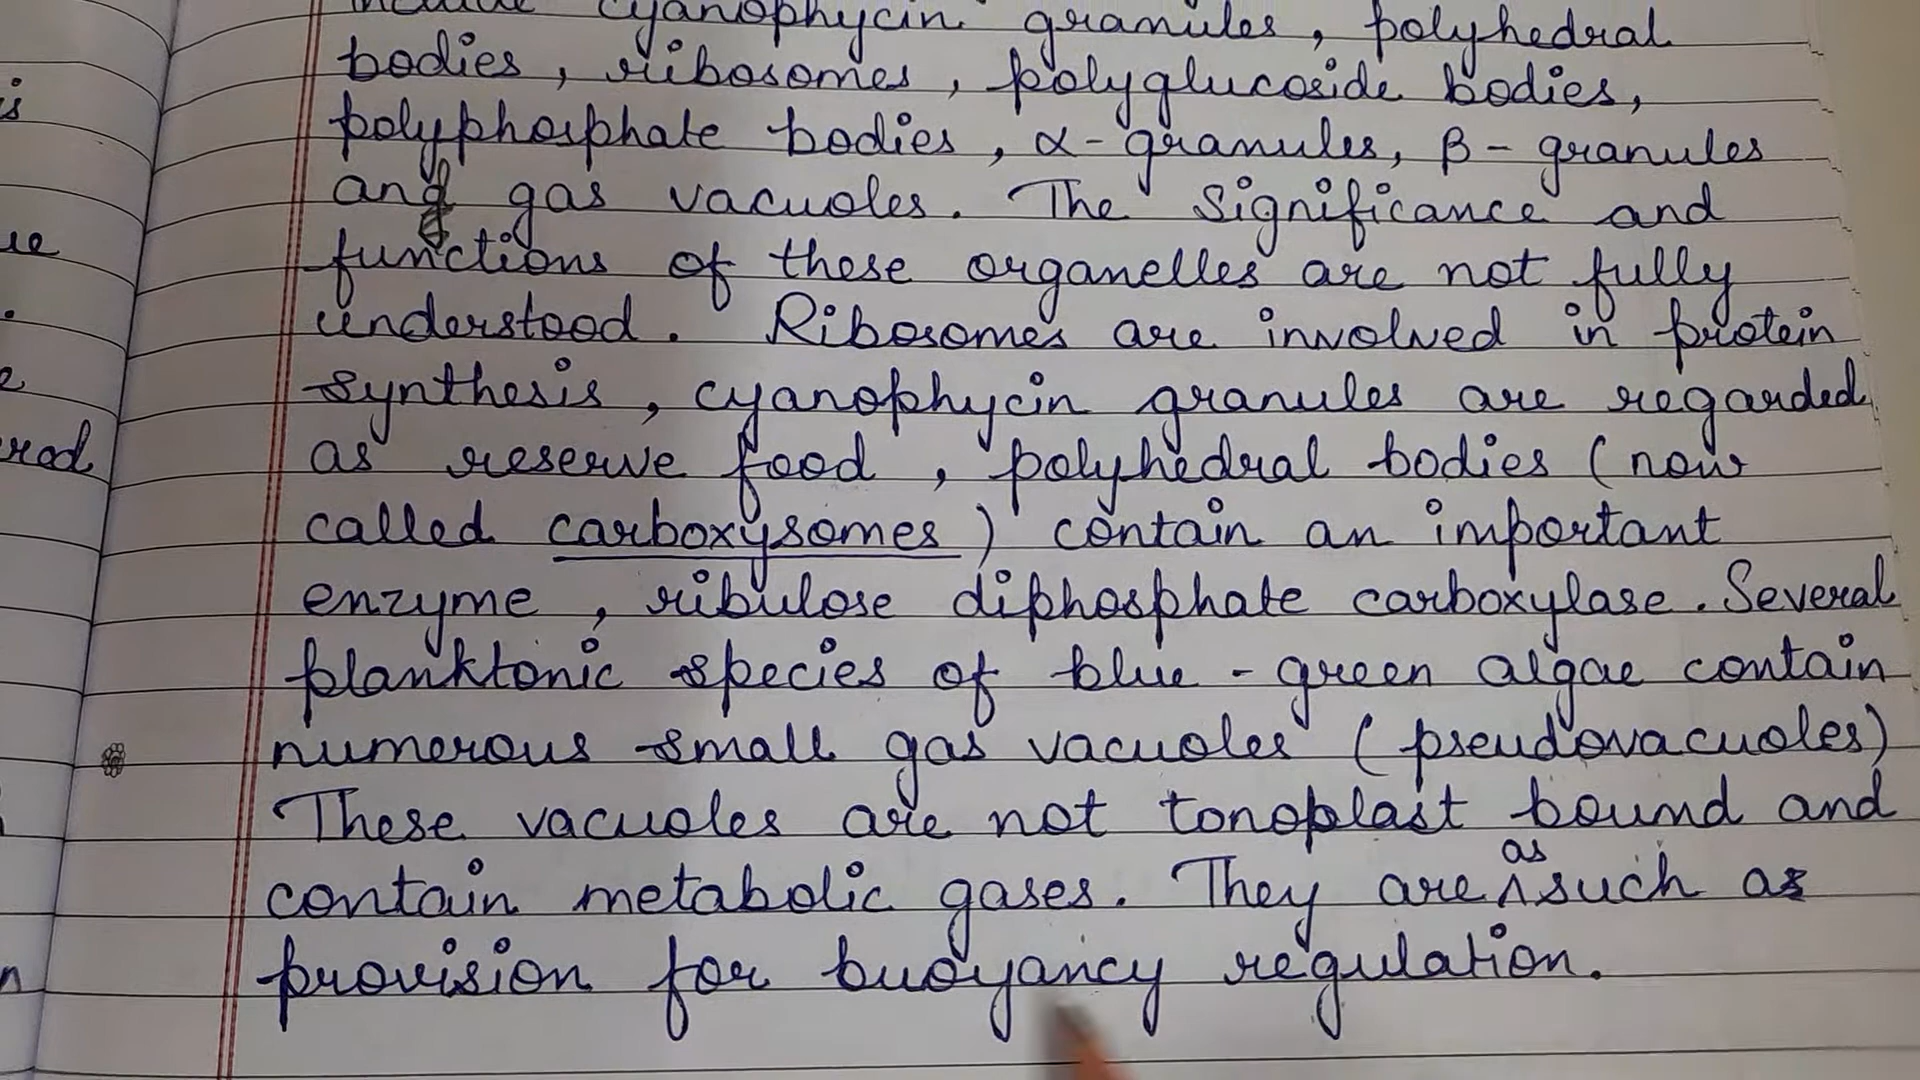 include cyanophycin granules, polyhedral
bodies, ribosomes, polyglucoside bodies,
polyphosphate bodies, α-granules, β-granules
and gas vacuoles. The significance and
functions of these organelles are not fully
understood. Ribosomes are involved in protein
synthesis, cyanophycin granules are regarded
as reserve food, polyhedral bodies (now
called carboxysomes) contain an important
enzyme, ribulose diphosphate carboxylase. Several
planktonic species of blue-green algae contain
numerous small gas vacuoles (pseudovacuoles)
These vacuoles are not tonoplast bound and
contain metabolic gases. They are ^as such as
provision for buoyancy regulation.